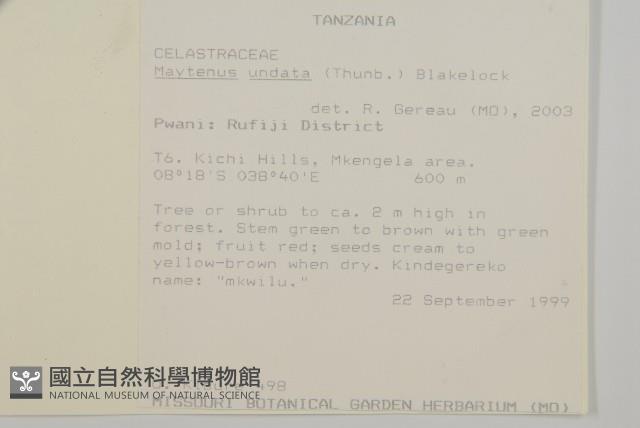 TANZANIA
CELASTRACEAE
Maytenus undata (Thunb.) Blakelock
det. R. Gereau (MO), 2003
Pwani: Rufiji District
T6. Kichi Hills, Mkengela area.
08°18'S 038°40'E 600 m
Tree or shrub to ca. 2 m high in
forest. Stem green to brown with green
mold; fruit red; seeds cream to
yellow-brown when dry. Kindegereko
name: "mkwilu."
22 September 1999
498
國立自然科學博物館
NATIONAL MUSEUM OF NATURAL SCIENCE
MISSOURI BOTANICAL GARDEN HERBARIUM (MO)